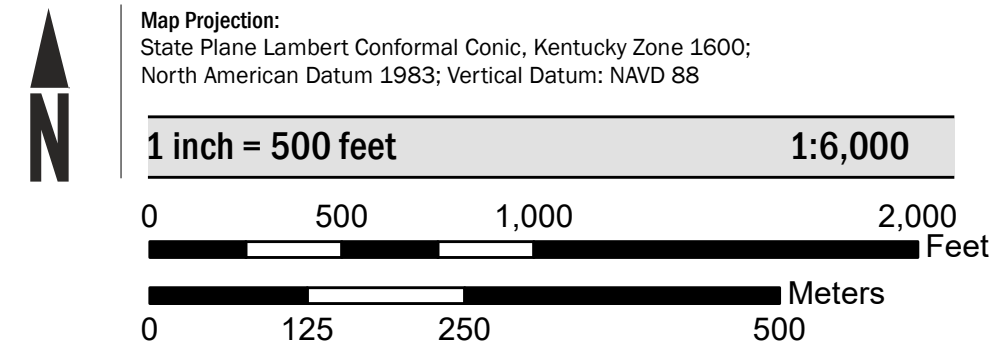 N
Map Projection:
State Plane Lambert Conformal Conic, Kentucky Zone 1600;
North American Datum 1983; Vertical Datum: NAVD 88
1 inch = 500 feet 1:6,000
0 500 1,000 2,000
Feet
Meters
0 125 250 500